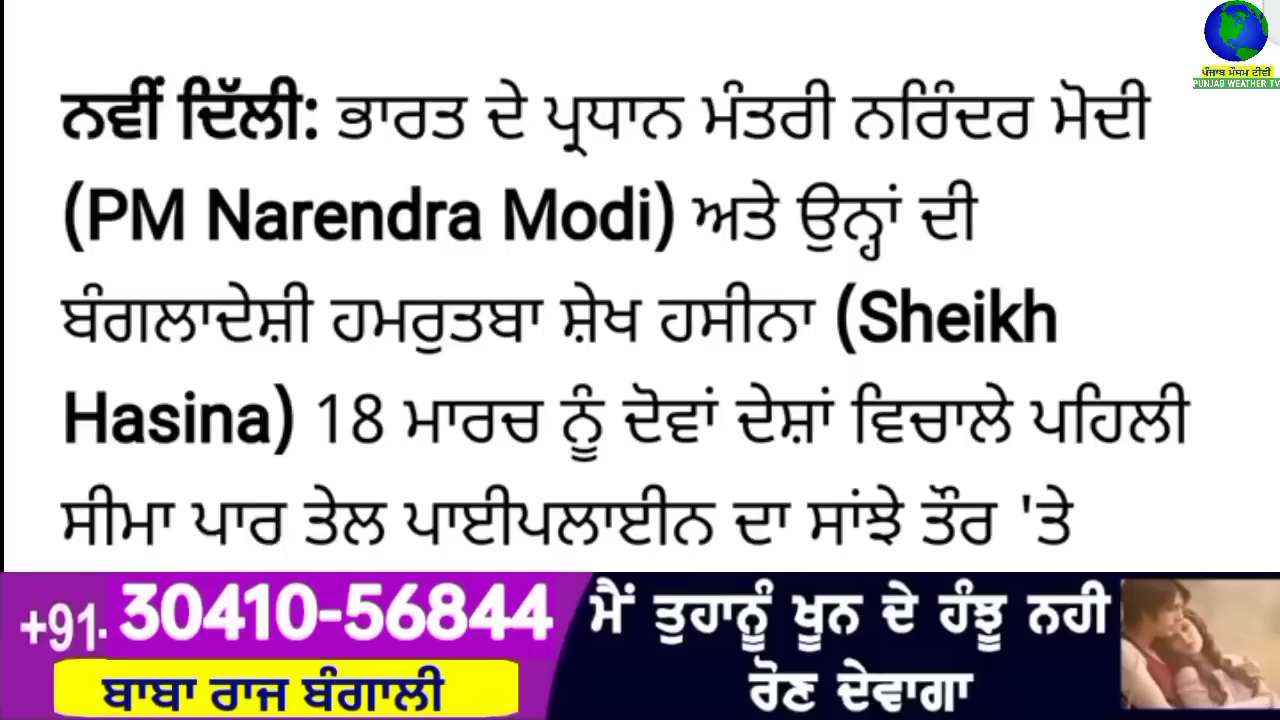 ਪੰਜਾਬ ਮੌਸਮ ਟੀਵੀ
PUNJAB WEATHER TV
ਨਵੀਂ ਦਿੱਲੀ: ਭਾਰਤ ਦੇ ਪ੍ਰਧਾਨ ਮੰਤਰੀ ਨਰਿੰਦਰ ਮੋਦੀ
(PM Narendra Modi) ਅਤੇ ਉਨ੍ਹਾਂ ਦੀ
ਬੰਗਲਾਦੇਸ਼ੀ ਹਮਰੁਤਬਾ ਸ਼ੇਖ ਹਸੀਨਾ (Sheikh
Hasina) 18 ਮਾਰਚ ਨੂੰ ਦੋਵਾਂ ਦੇਸ਼ਾਂ ਵਿਚਾਲੇ ਪਹਿਲੀ
ਸੀਮਾ ਪਾਰ ਤੇਲ ਪਾਈਪਲਾਈਨ ਦਾ ਸਾਂਝੇ ਤੌਰ 'ਤੇ
+91- 30410-56844
ਬਾਬਾ ਰਾਜ ਬੰਗਾਲੀ
ਮੈਂ ਤੁਹਾਨੂੰ ਖੂਨ ਦੇ ਹੰਝੂ ਨਹੀ
ਰੋਣ ਦੇਵਾਗਾ